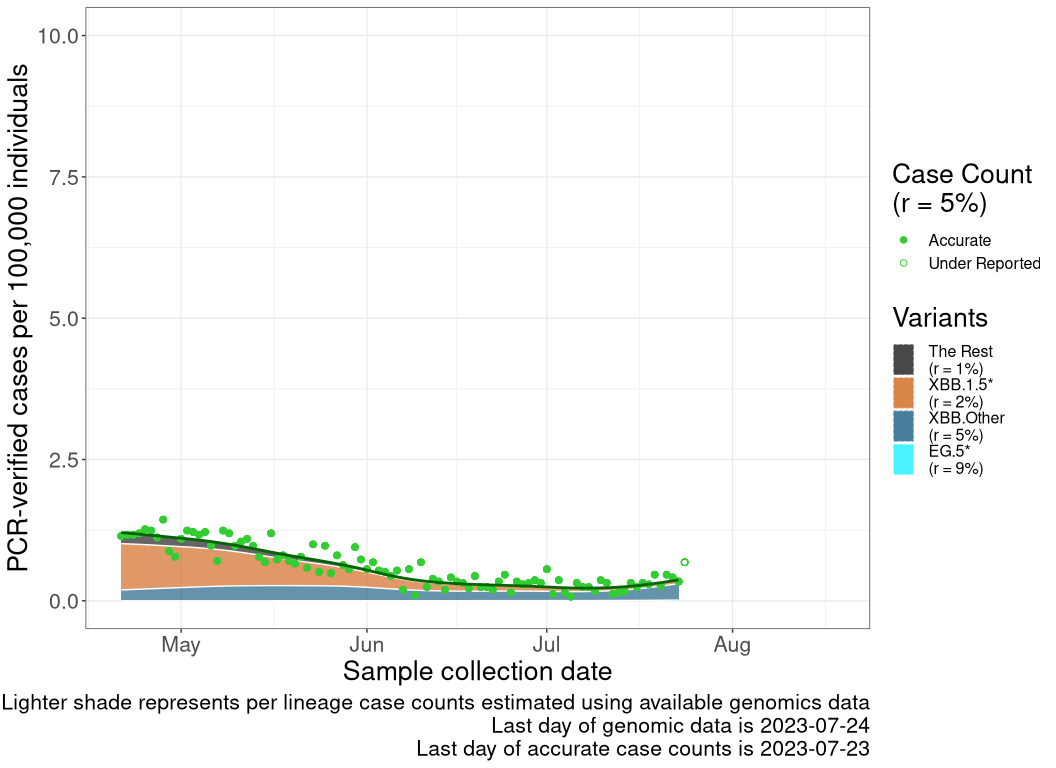 PCR-verified cases per 100,000 individuals
10.0
7.5
5.0
2.5
0.0
May
Jun
Jul
Aug
Sample collection date
Case Count
(r = 5%)
Accurate
Under Reported
Variants
The Rest
(r = 1%)
XBB.1.5*
(r = 2%)
XBB.Other
(r = 5%)
EG.5*
(r = 9%)
Lighter shade represents per lineage case counts estimated using available genomics data
Last day of genomic data is 2023-07-24
Last day of accurate case counts is 2023-07-23